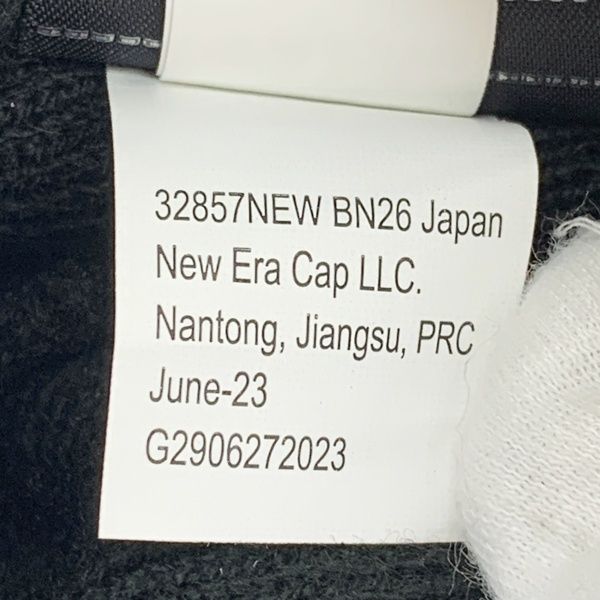 32857NEW BN26 Japan
New Era Cap LLC.
Nantong, Jiangsu, PRC
June-23
G2906272023